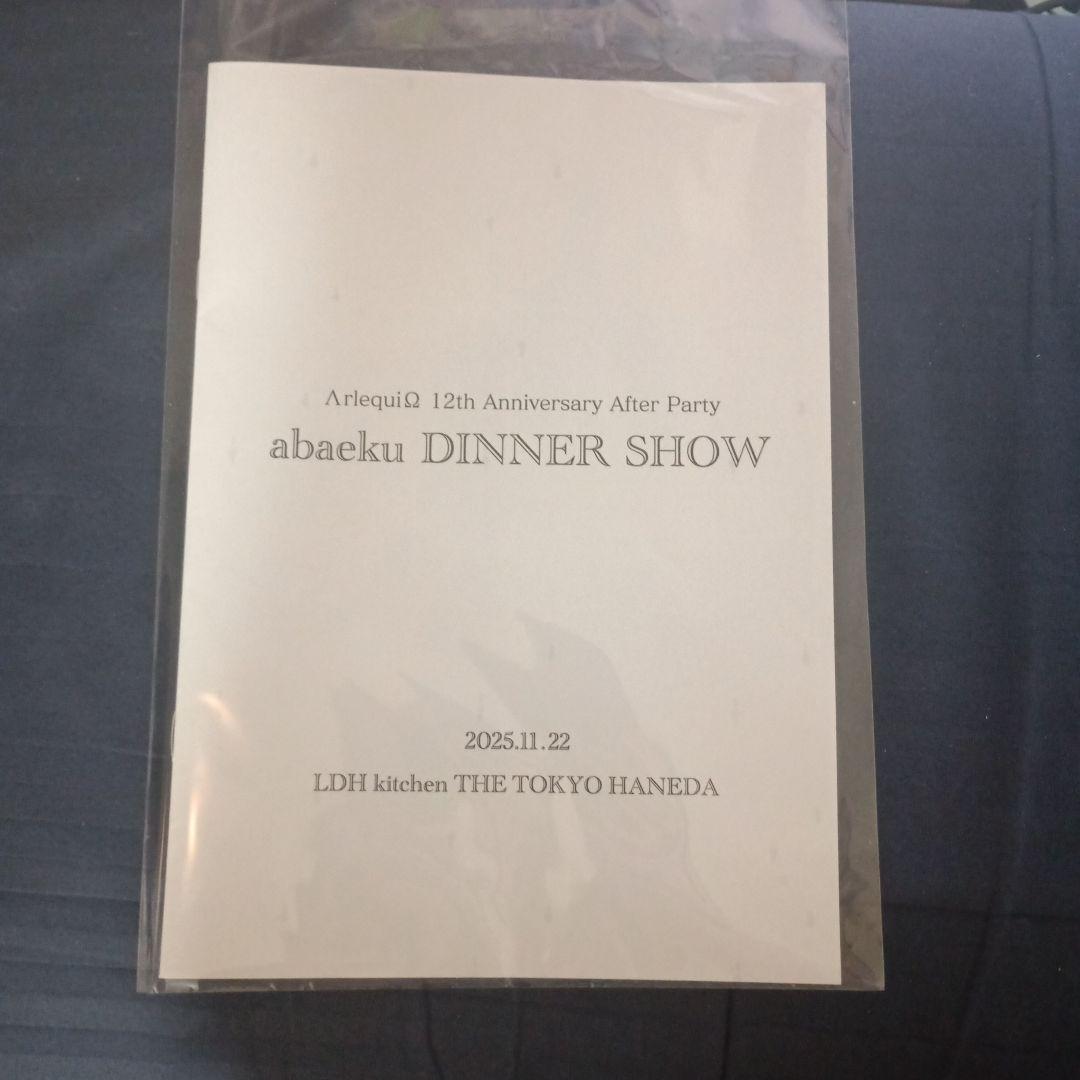 ΛrlequiΩ 12th Anniversary After Party
abaeku DINNER SHOW
2025.11.22
LDH kitchen THE TOKYO HANEDA